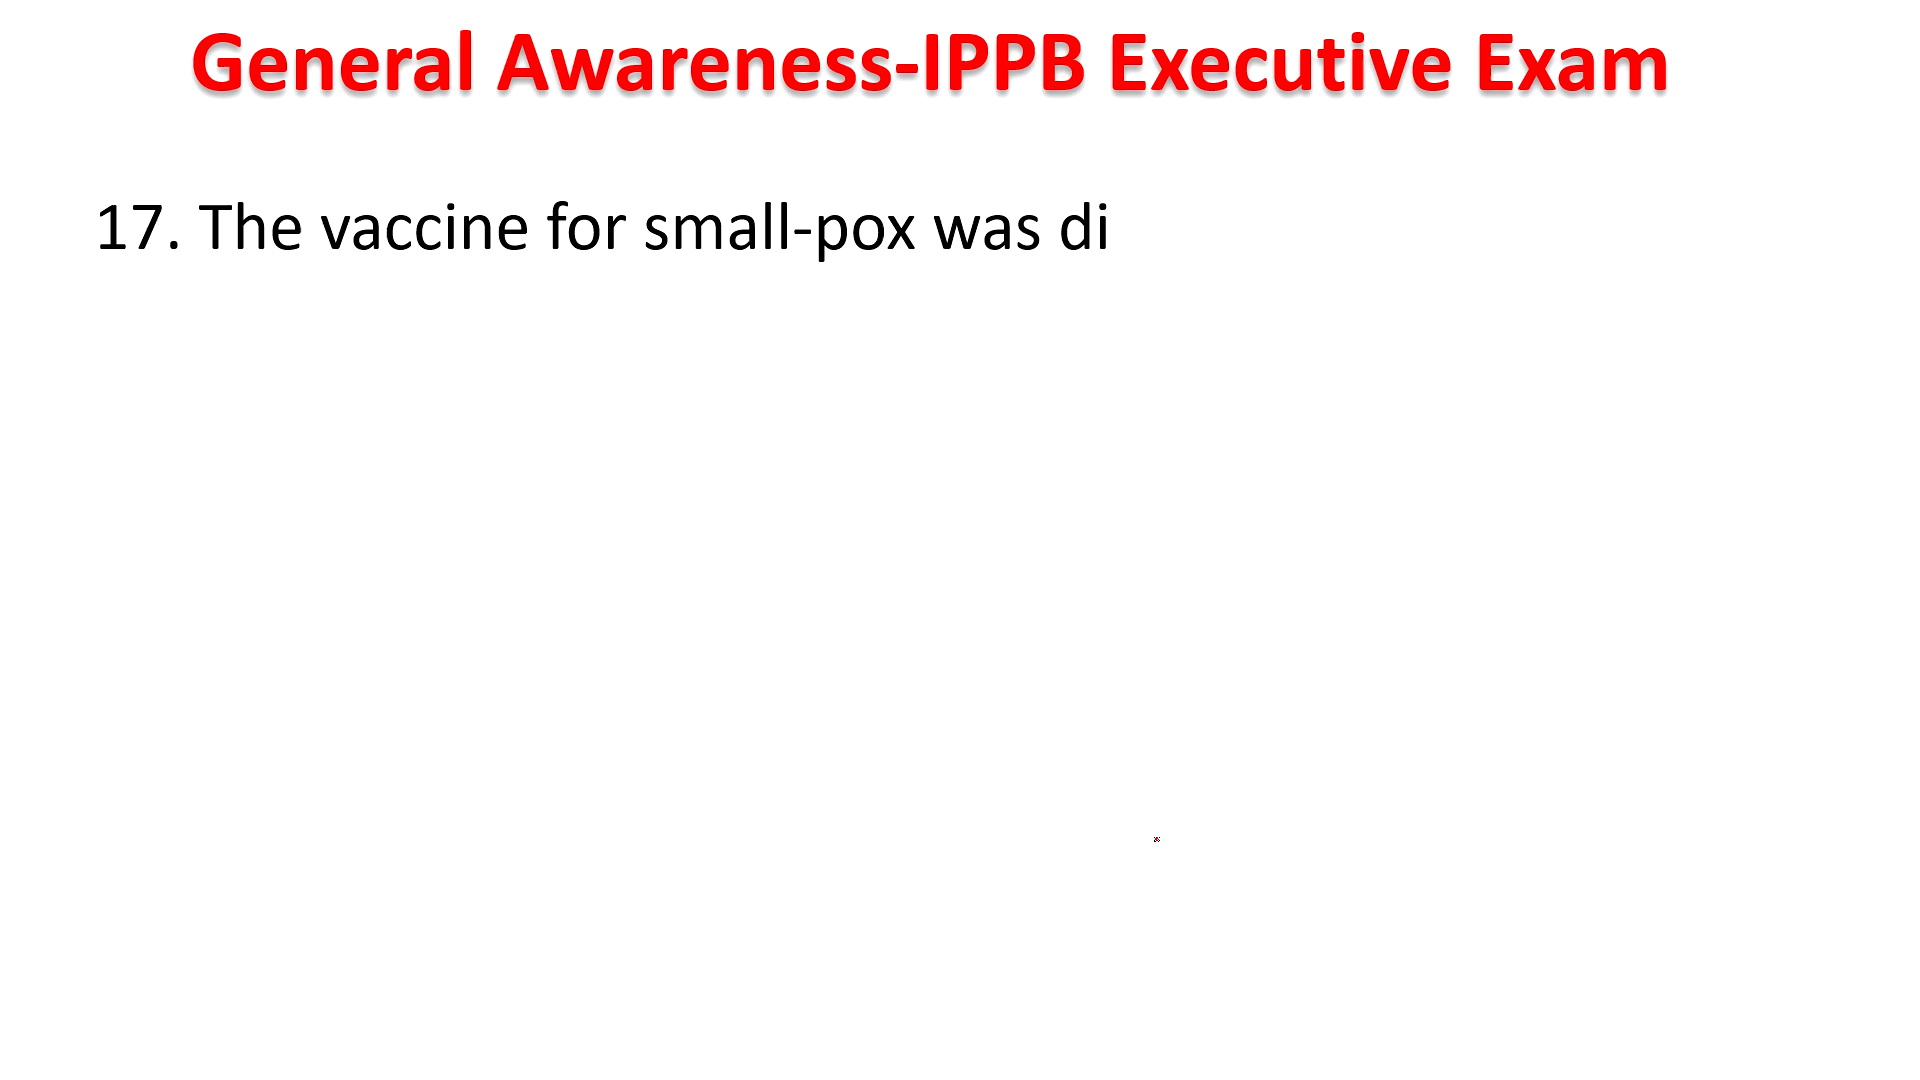 General Awareness-IPPB Executive Exam
17. The vaccine for small-pox was di